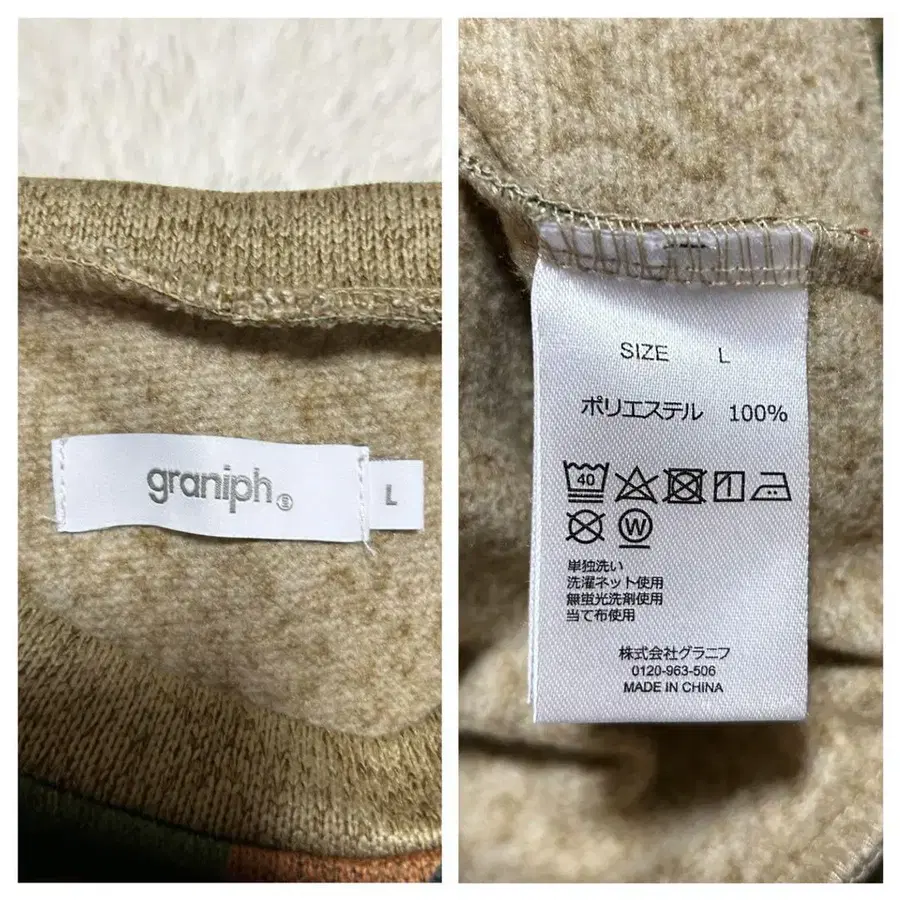 graniph
L
SIZE L
ポリエステル 100%
40
W
単独洗い
洗濯ネット使用
無蛍光洗剤使用
当て布使用
株式会社グラニフ
0120-963-506
MADE IN CHINA